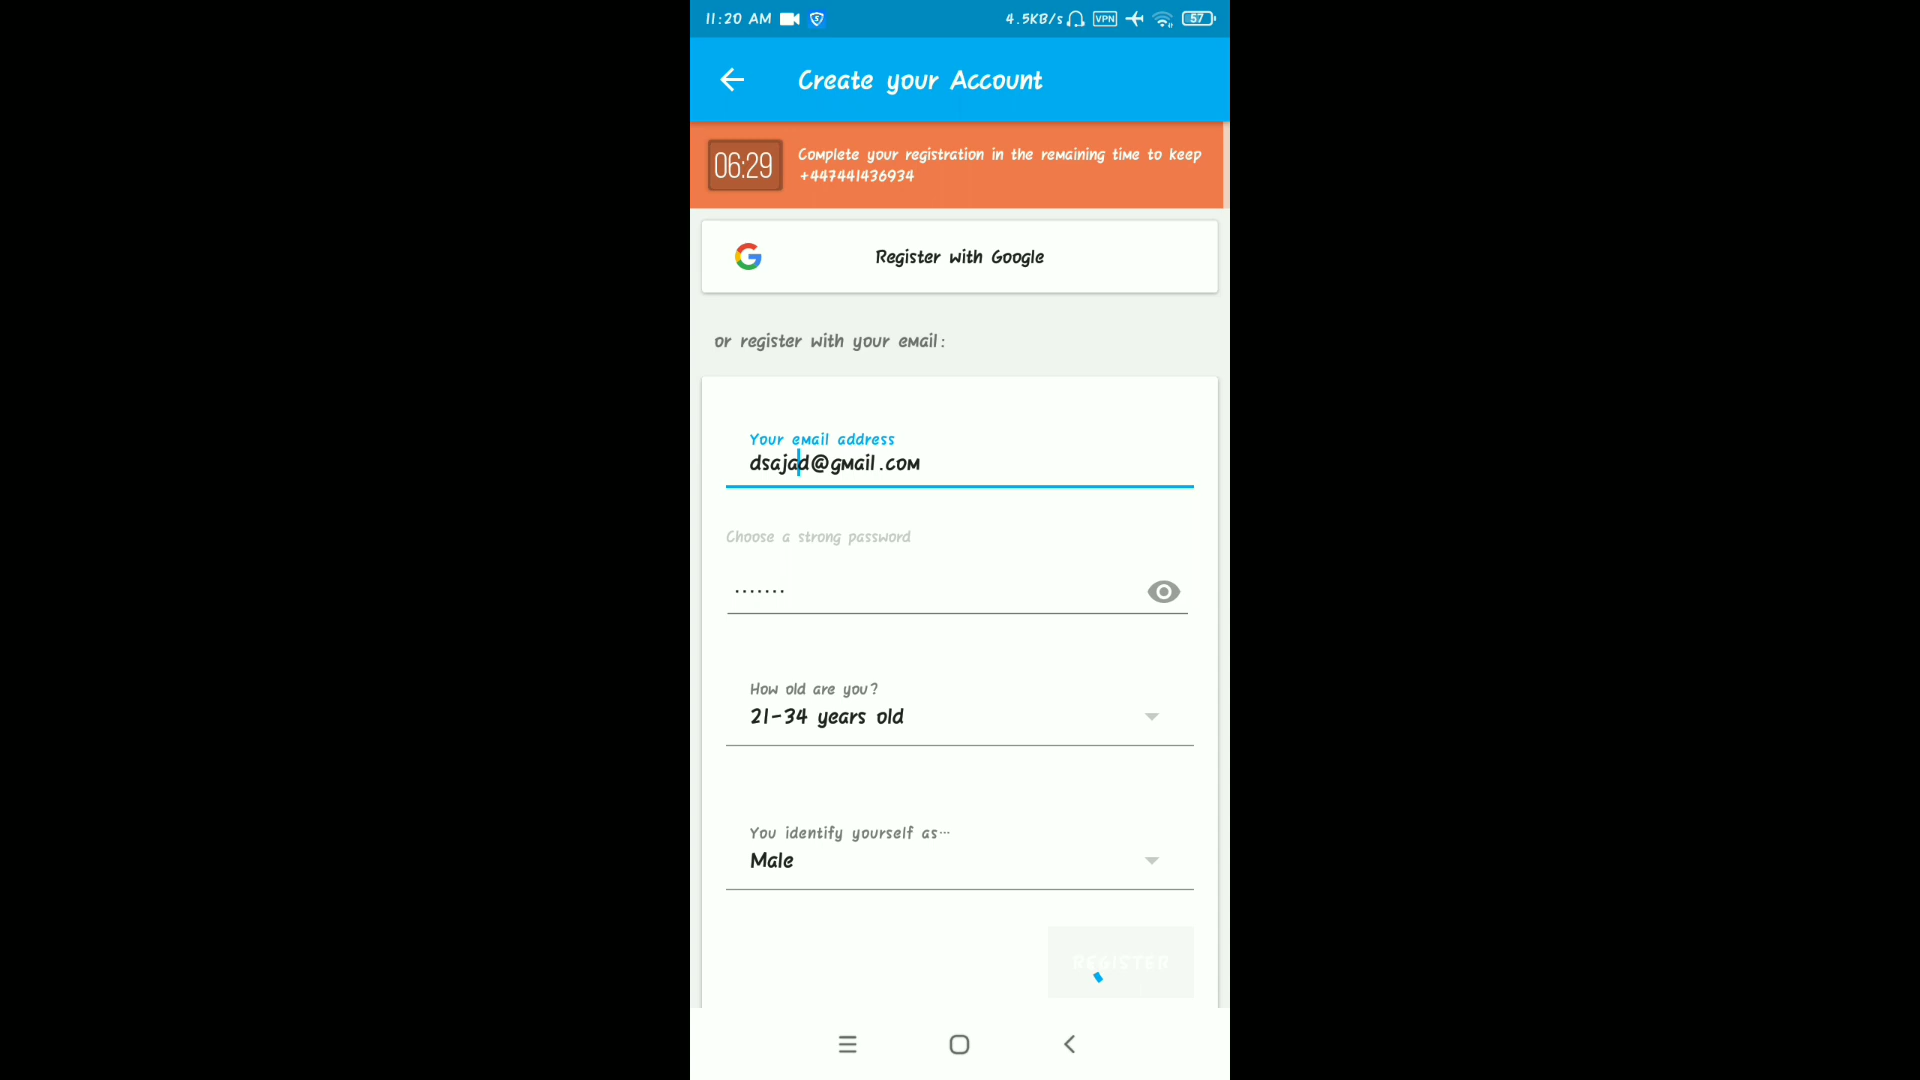 11:20 AM
4.5KB/s VPN 57
Create your Account
06:29
Complete your registration in the remaining time to keep
+447441436934
Register with Google
or register with your email:
Your email address
dsajad@gmail.com
Choose a strong password
.......
How old are you?
21-34 years old
You identify yourself as...
Male
REGISTER